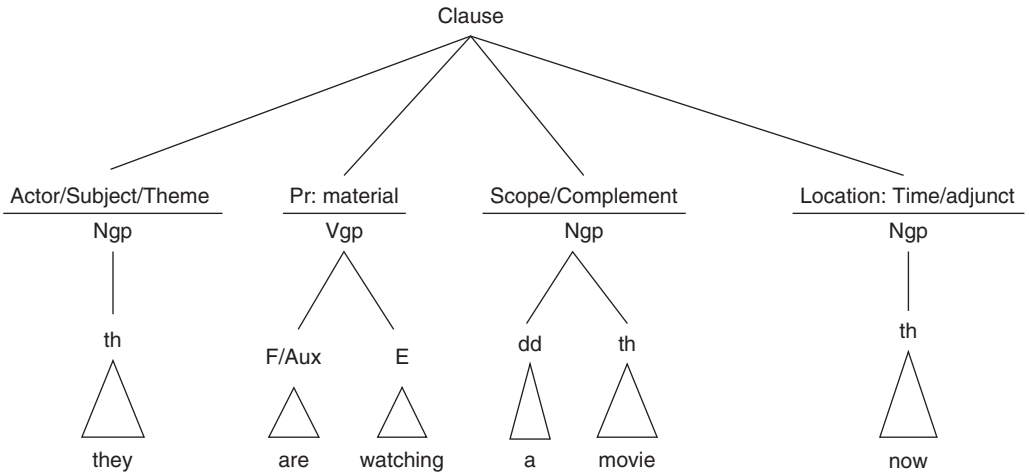 Clause
Actor/Subject/Theme Pr: material Scope/Complement Location: Time/adjunct
Ngp Vgp Ngp Ngp
th F/Aux E dd th th
they are watching a movie now